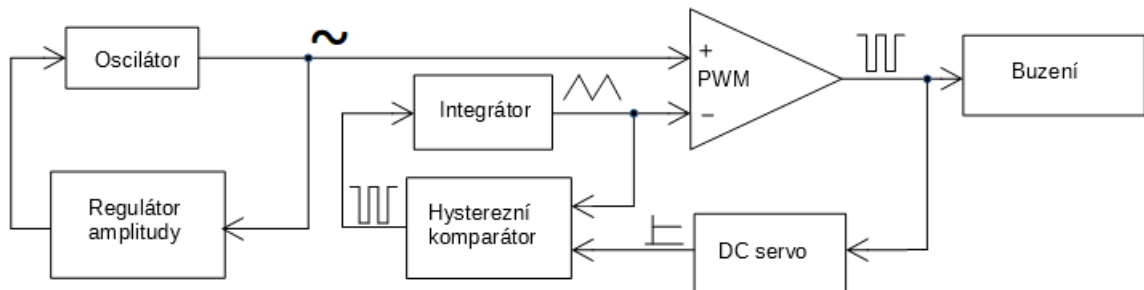 Oscilátor
~
+
PWM
−
Buzení
Integrátor
Regulátor
amplitudy
Hysterezní
komparátor
DC servo